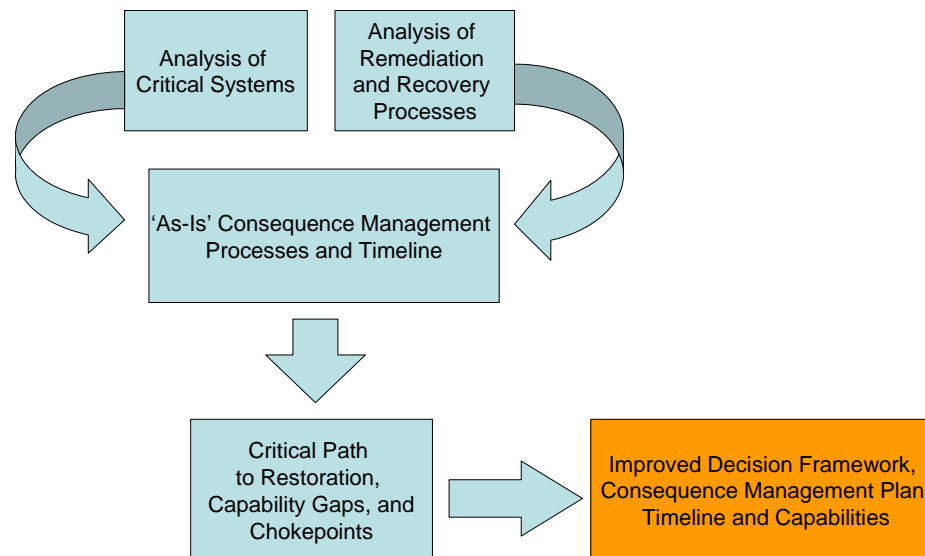 Analysis of
Critical Systems
Analysis of
Remediation
and Recovery
Processes
‘As-Is’ Consequence Management
Processes and Timeline
Critical Path
to Restoration,
Capability Gaps, and
Chokepoints
Improved Decision Framework,
Consequence Management Plan
Timeline and Capabilities